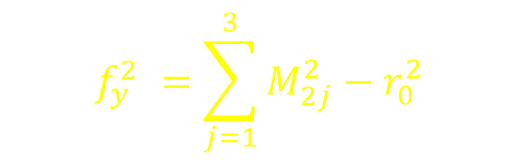 $f_y^2 = \sum_{j=1}^{3} M_{2j}^2 - r_0^2$